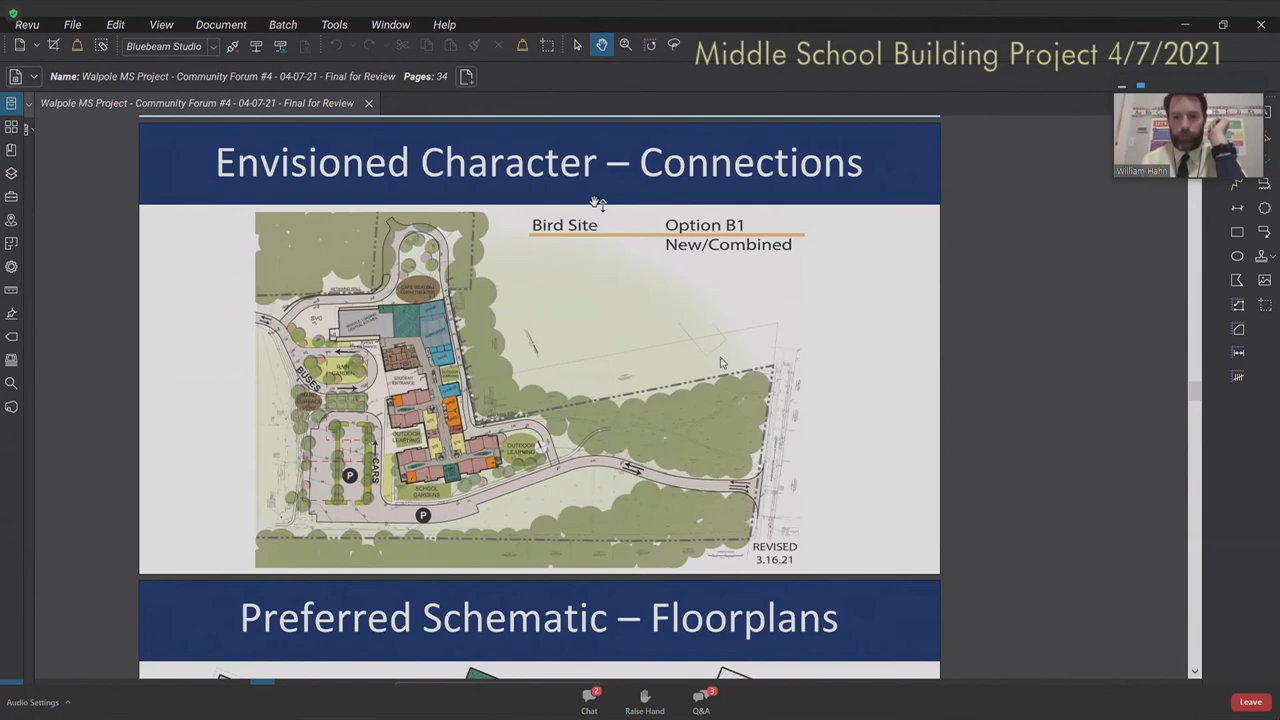 Revu File Edit View Document Batch Tools Window Help
Bluebeam Studio
Middle School Building Project 4/7/2021
Name: Walpole MS Project - Community Forum #4 - 04-07-21 - Final for Review Pages: 34
Walpole MS Project - Community Forum #4 - 04-07-21 - Final for Review
William Hahn
Envisioned Character – Connections
Bird Site Option B1
New/Combined
SVC
BUSES
STUDENT
ENTRANCE
OUTDOOR
LEARNING
OUTDOOR
LEARNING
CARS
P
SCHOOL
GARDENS
P
REVISED
3.16.21
Preferred Schematic – Floorplans
Audio Settings
2
Chat
Raise Hand
3
Q&A
Leave